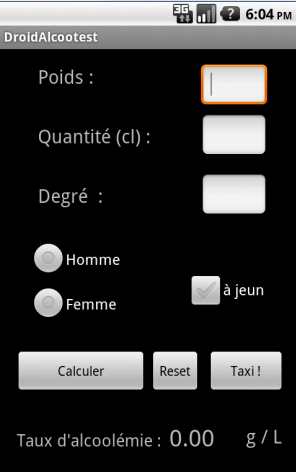 3G 6:04 PM
DroidAlcootest
Poids :
Quantité (cl) :
Degré :
Homme
à jeun
Femme
Calculer Reset Taxi !
Taux d'alcoolémie : 0.00 g / L